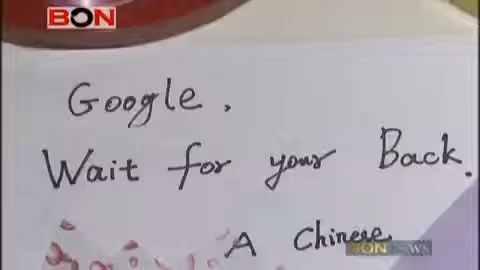 BON
Google,
Wait for your Back.
A Chinese
BON NEWS